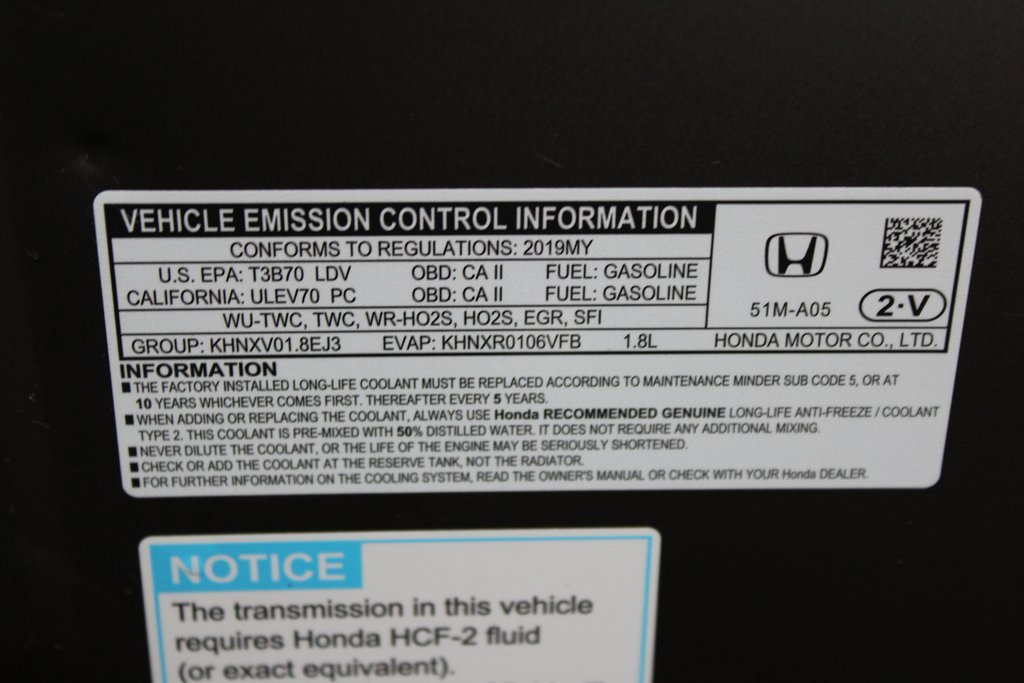 VEHICLE EMISSION CONTROL INFORMATION
CONFORMS TO REGULATIONS: 2019MY
U.S. EPA: T3B70 LDV OBD: CA II FUEL: GASOLINE
CALIFORNIA: ULEV70 PC OBD: CA II FUEL: GASOLINE
WU-TWC, TWC, WR-HO2S, HO2S, EGR, SFI
GROUP: KHNXV01.8EJ3 EVAP: KHNXR0106VFB 1.8L
51M-A05 2·V
HONDA MOTOR CO., LTD.
INFORMATION
■ THE FACTORY INSTALLED LONG-LIFE COOLANT MUST BE REPLACED ACCORDING TO MAINTENANCE MINDER SUB CODE 5, OR AT
10 YEARS WHICHEVER COMES FIRST. THEREAFTER EVERY 5 YEARS.
■ WHEN ADDING OR REPLACING THE COOLANT, ALWAYS USE Honda RECOMMENDED GENUINE LONG-LIFE ANTI-FREEZE / COOLANT
TYPE 2. THIS COOLANT IS PRE-MIXED WITH 50% DISTILLED WATER. IT DOES NOT REQUIRE ANY ADDITIONAL MIXING.
■ NEVER DILUTE THE COOLANT, OR THE LIFE OF THE ENGINE MAY BE SERIOUSLY SHORTENED.
■ CHECK OR ADD THE COOLANT AT THE RESERVE TANK, NOT THE RADIATOR.
■ FOR FURTHER INFORMATION ON THE COOLING SYSTEM, READ THE OWNER'S MANUAL OR CHECK WITH YOUR Honda DEALER.
NOTICE
The transmission in this vehicle
requires Honda HCF-2 fluid
(or exact equivalent).